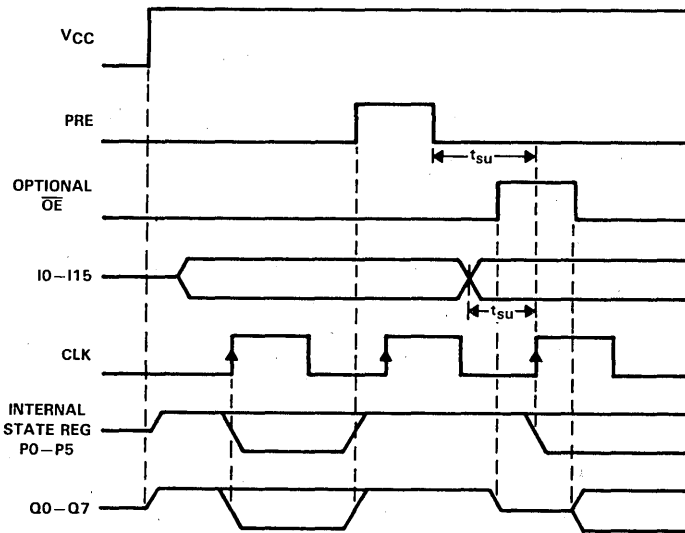 VCC
PRE
tsu
OPTIONAL
OE
I0–I15
tsu
CLK
INTERNAL
STATE REG
P0–P5
Q0–Q7